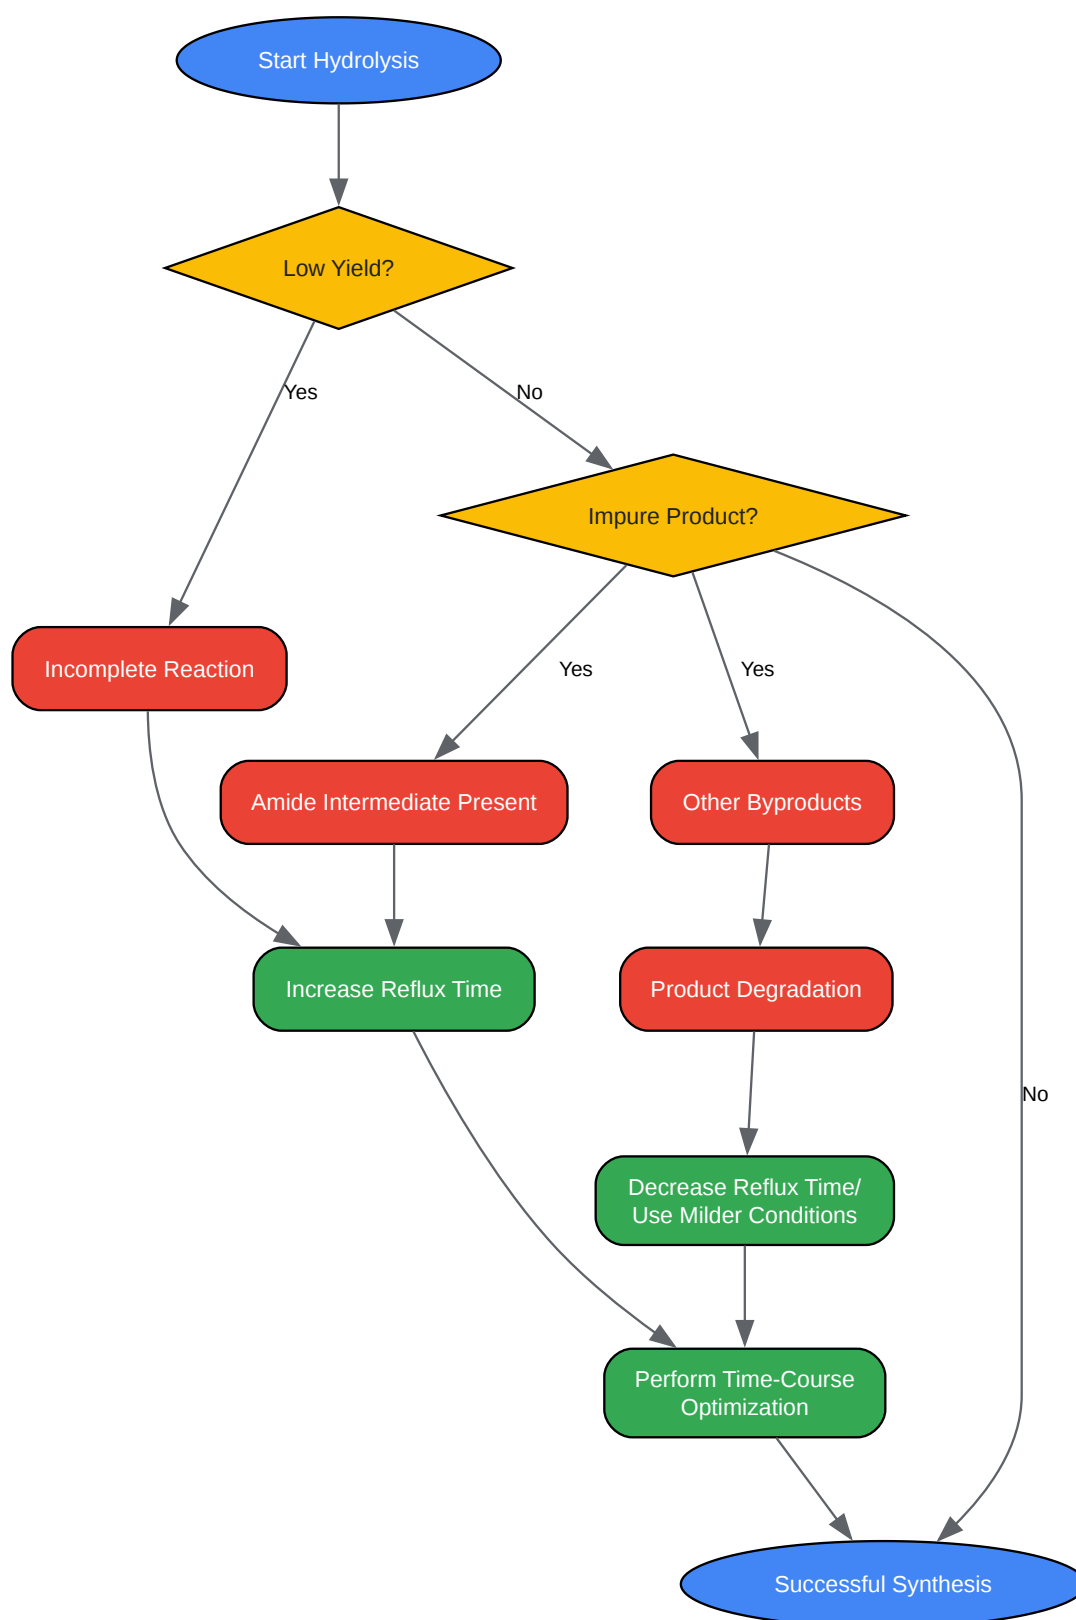 Start Hydrolysis
Low Yield?
Yes
No
Impure Product?
Incomplete Reaction
Yes
Yes
Amide Intermediate Present
Other Byproducts
Increase Reflux Time
Product Degradation
No
Decrease Reflux Time/
Use Milder Conditions
Perform Time-Course
Optimization
Successful Synthesis